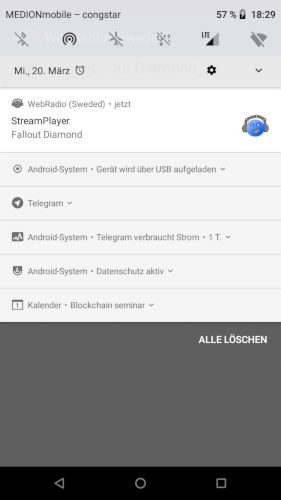 MEDIONmobile – congstar 57 % 18:29
LTE
Mi., 20. März
WebRadio (Sweded) • jetzt
StreamPlayer
Fallout Diamond
Android-System • Gerät wird über USB aufgeladen
Telegram
Android-System • Telegram verbraucht Strom • 1 T.
Android-System • Datenschutz aktiv
1 Kalender • Blockchain seminar
ALLE LÖSCHEN